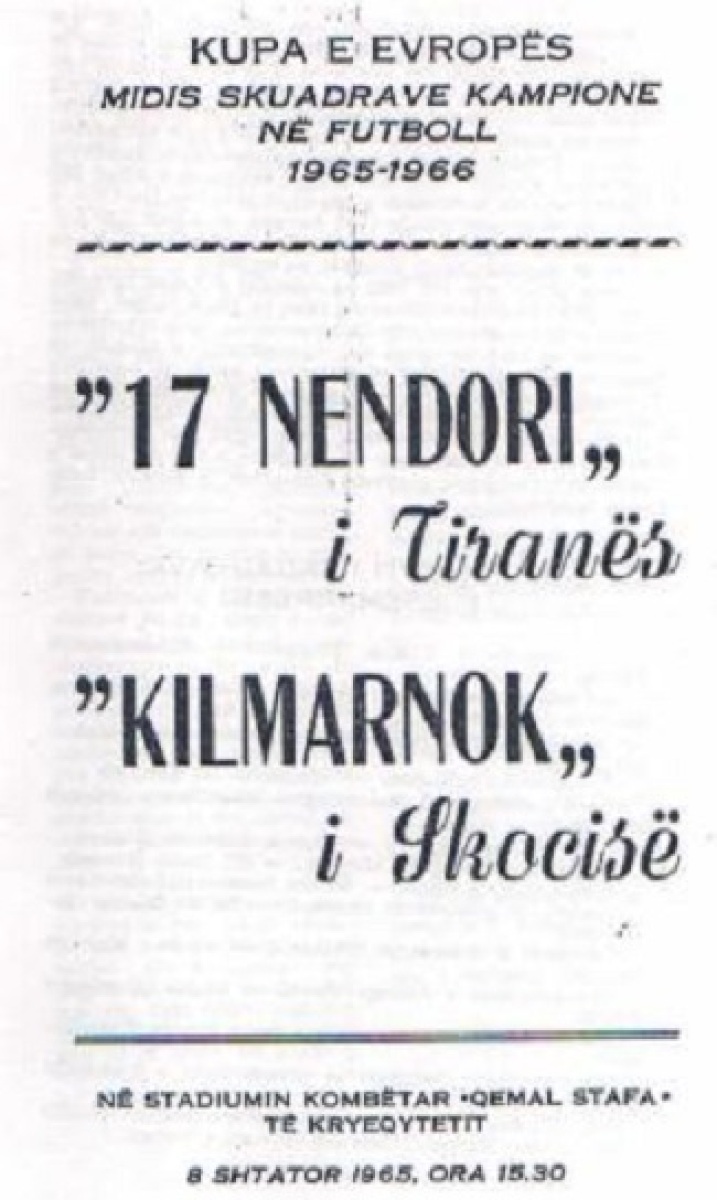 KUPA E EVROPËS
MIDIS SKUADRAVE KAMPIONE
NË FUTBOLL
1965-1966
”17 NENDORI„
i Tiranës
”KILMARNOK„
i Skocisë
NË STADIUMIN KOMBËTAR •QEMAL STAFA•
TË KRYEQYTETIT
8 SHTATOR 1965, ORA 15.30